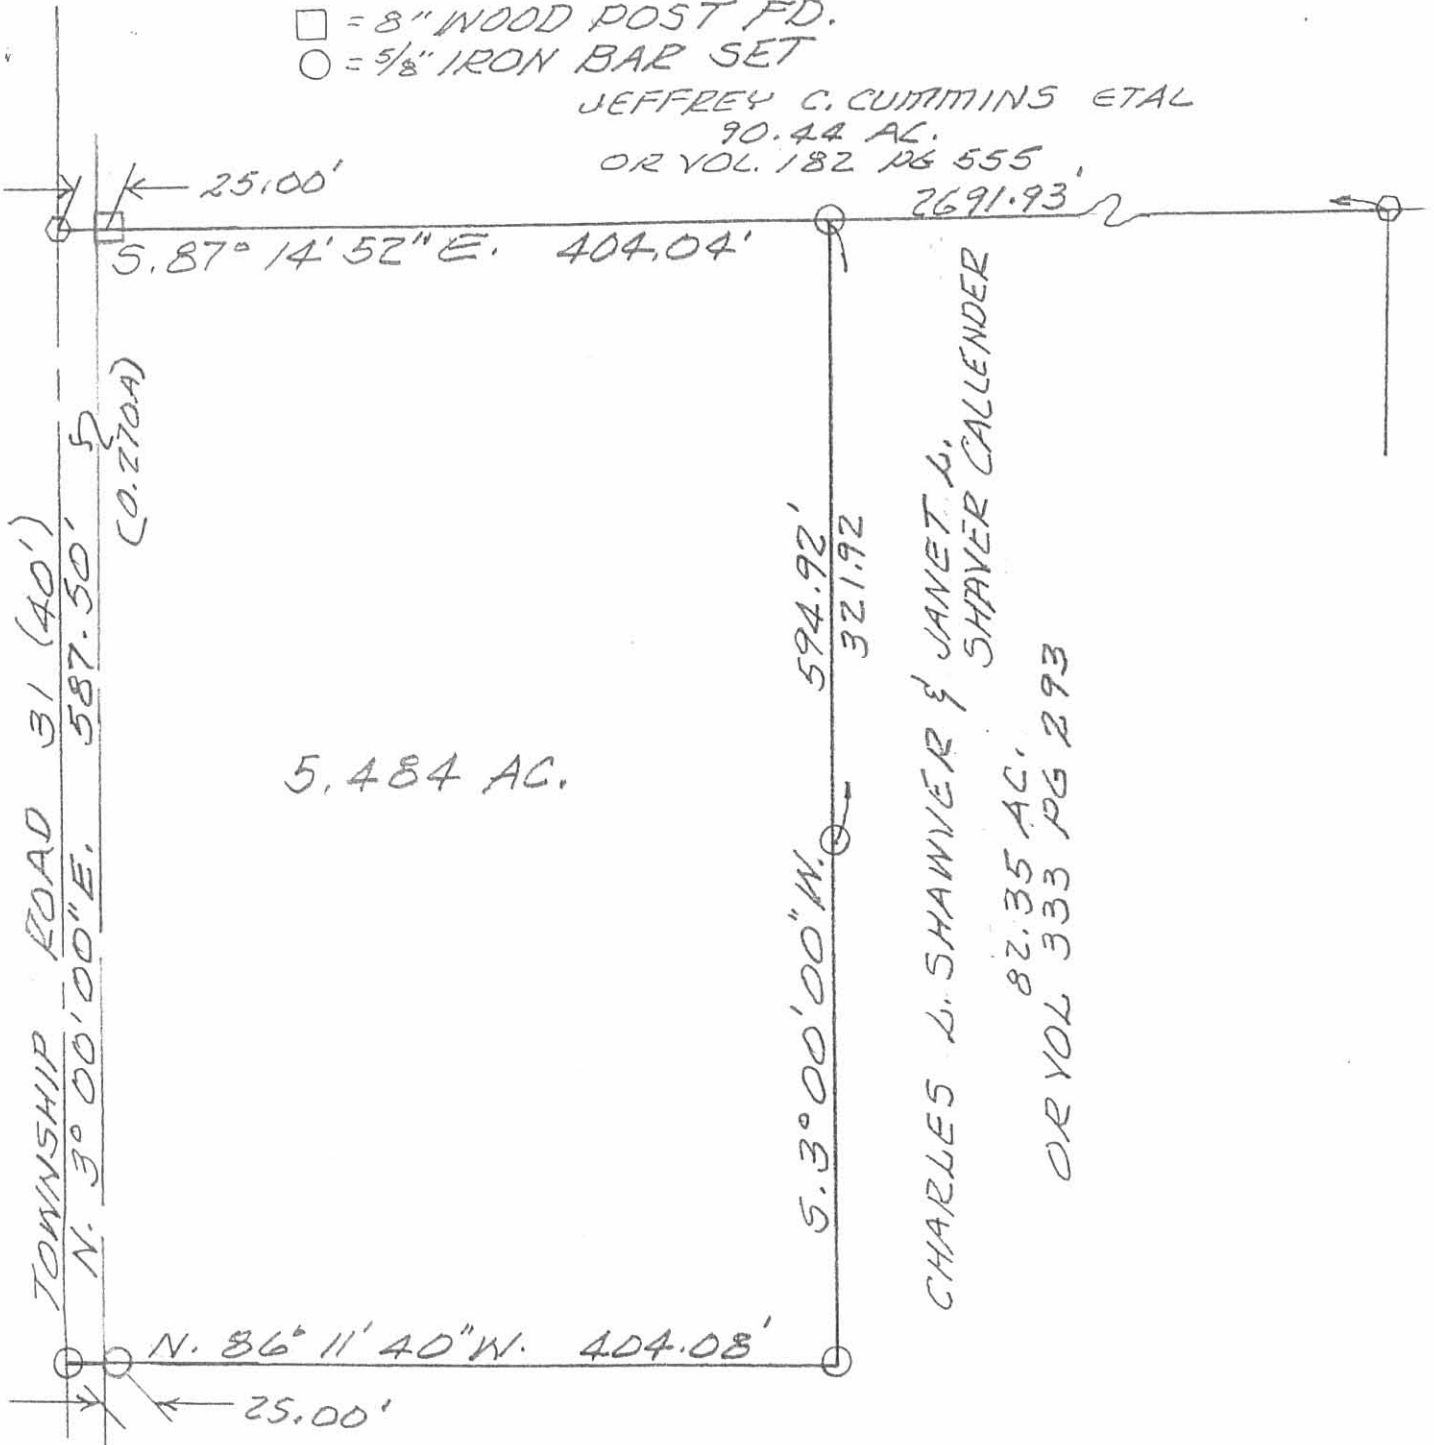 □ = 8" WOOD POST FD.
○ = 5/8" IRON BAR SET
JEFFREY C. CUMMINS ETAL
90.44 AC.
OR VOL. 182 PG 555
25.00'
2691.93'
S. 87° 14' 52" E. 404.04'
(0.270A)
TOWNSHIP ROAD 31 (40')
N. 3° 00' 00" E. 587.50'
5.484 AC.
S. 3° 00' 00" W. 594.92'
321.92
CHARLES L. SHAWVER & JANET L.
SHAVER CALLENDER
82.35 AC.
OR VOL 333 PG 293
N. 86° 11' 40" W. 404.08'
25.00'